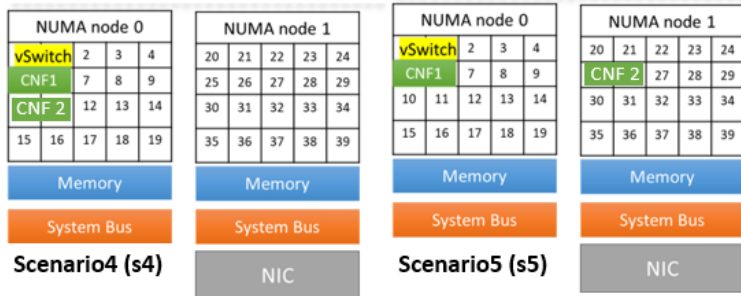 NUMA node 0
vSwitch 2 3 4
CNF1 7 8 9
CNF 2 12 13 14
15 16 17 18 19
Memory
System Bus
Scenario4 (s4)
NUMA node 1
20 21 22 23 24
25 26 27 28 29
30 31 32 33 34
35 36 37 38 39
Memory
System Bus
NIC
NUMA node 0
vSwitch 2 3 4
CNF1 7 8 9
10 11 12 13 14
15 16 17 18 19
Memory
System Bus
Scenario5 (s5)
NUMA node 1
20 21 22 23 24
CNF 2 27 28 29
30 31 32 33 34
35 36 37 38 39
Memory
System Bus
NIC